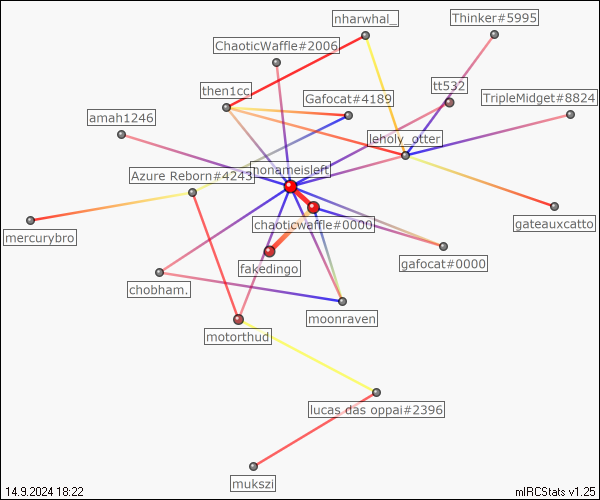 nharwhal_
Thinker#5995
ChaoticWaffle#2006
then1cc
Gafocat#4189
tt532
TripleMidget#8824
amah1246
leholy_otter
Azure Reborn#4243
monameisleft
mercurybro
chaoticwaffle#0000
gateauxcatto
fakedingo
gafocat#0000
chobham.
moonraven
motorthud
lucas das oppai#2396
mukszi
14.9.2024 18:22
mIRCStats v1.25